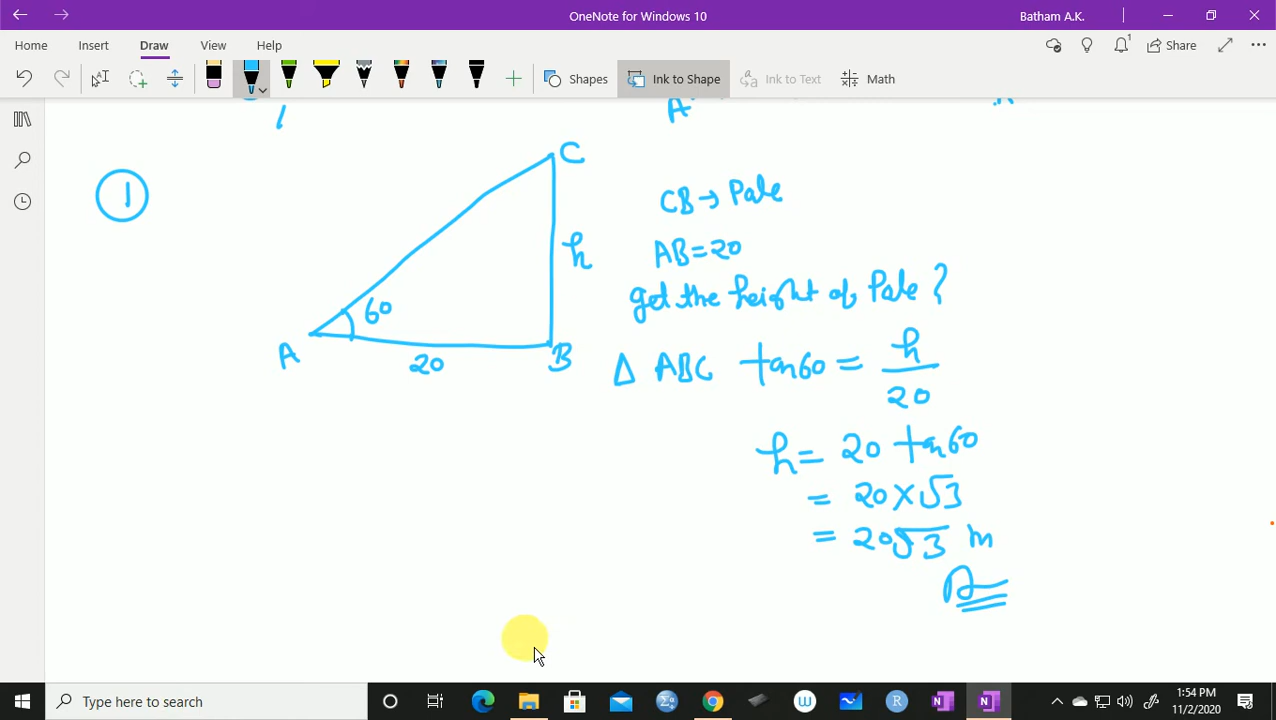 OneNote for Windows 10
Batham A.K.
Home Insert Draw View Help
Share
Shapes Ink to Shape Ink to Text Math
1
C
CB → Pole
AB = 20
h
get the height of Pole ?
60
A
20
B
Δ ABC tan60 = h/20
h = 20 tan60
= 20 × √3
= 20√3 m
Type here to search
1:54 PM
11/2/2020